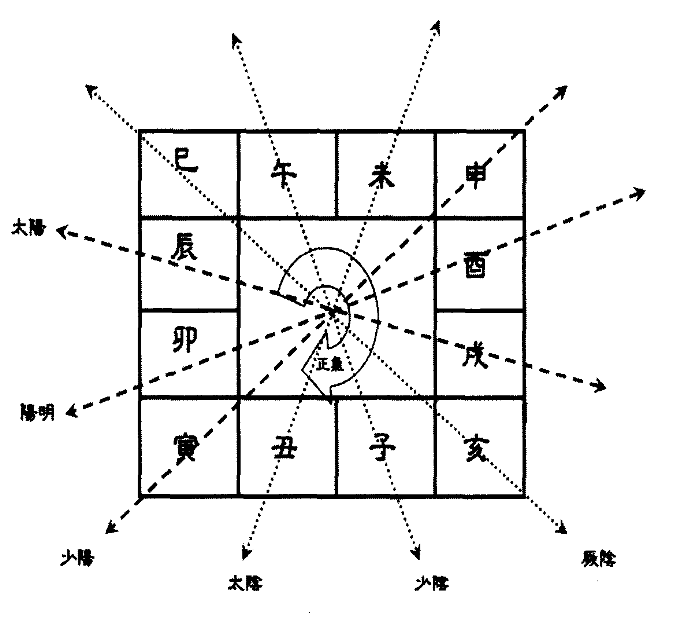 巳 午 未 申
太陽 辰 酉
卯 戌
正氣
陽明
寅 丑 子 亥
少陽 太陰 少陰 厥陰